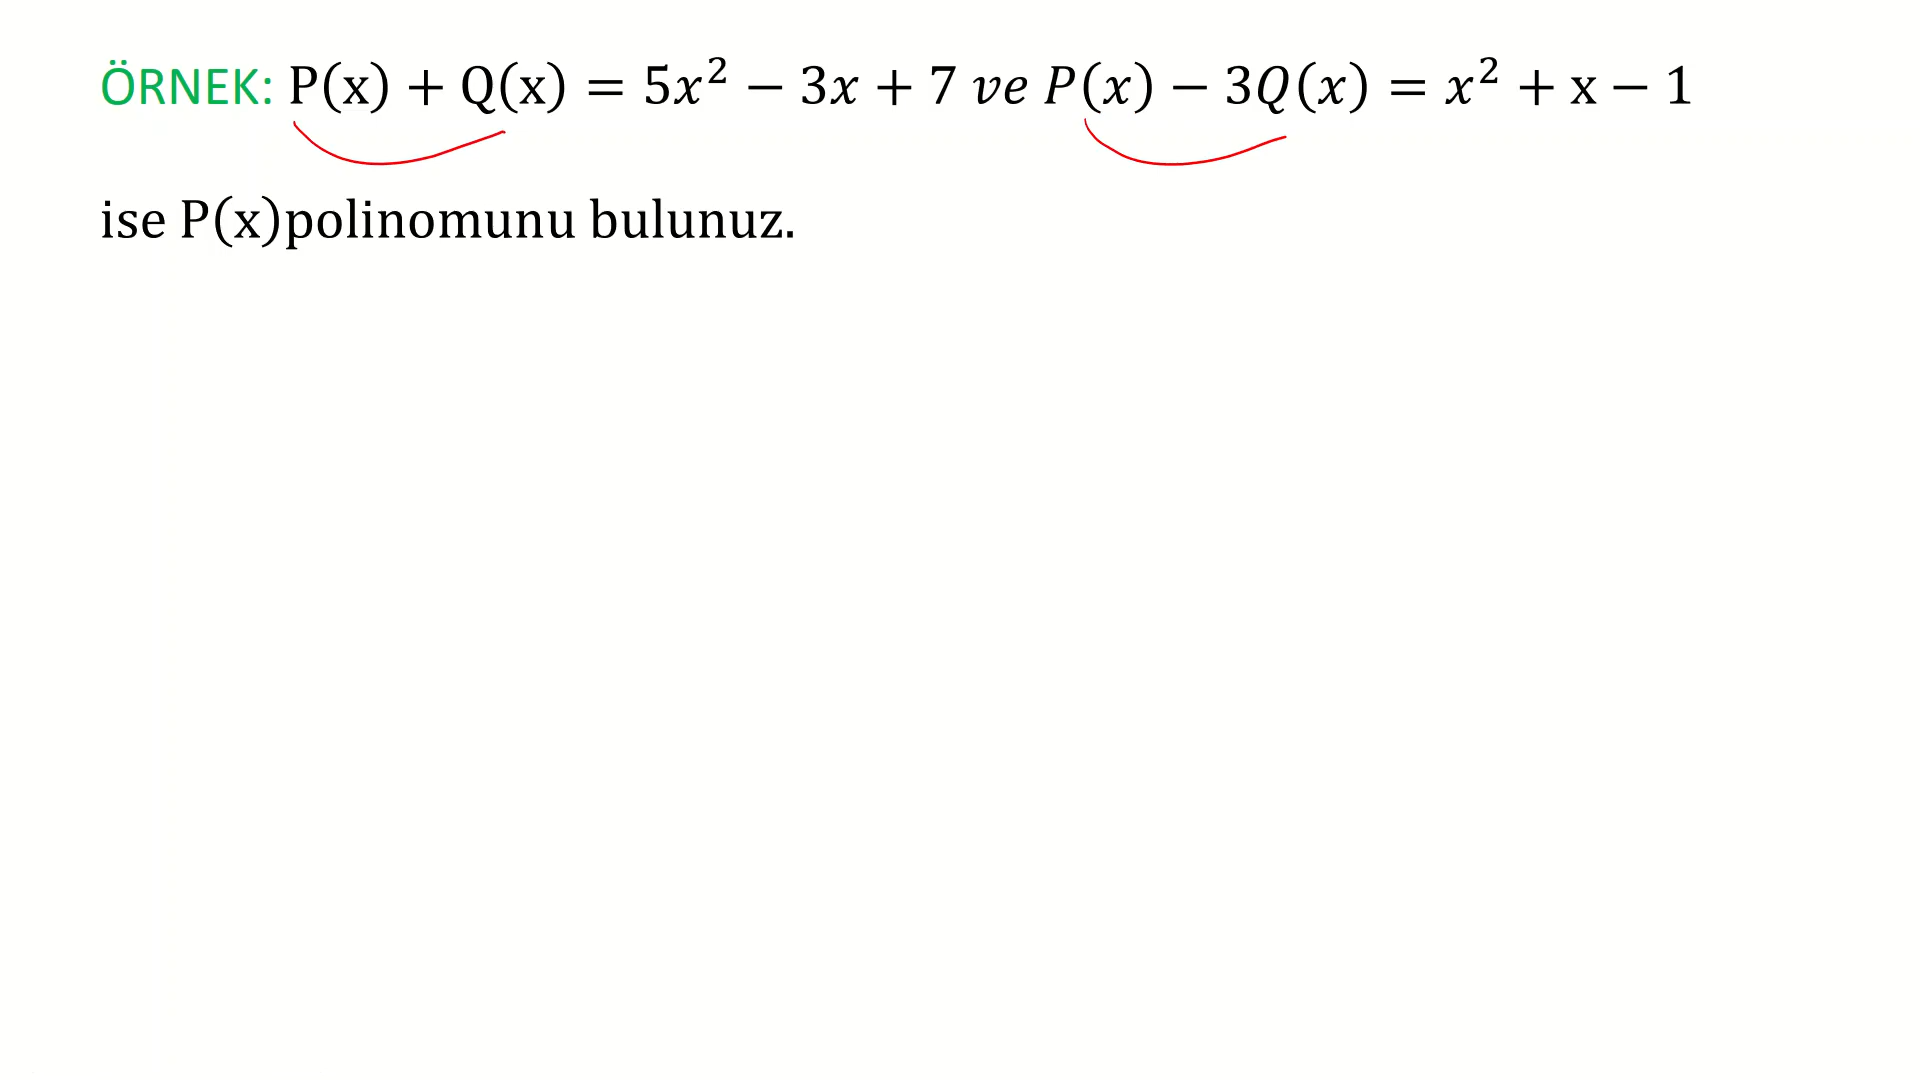 ÖRNEK: P(x) + Q(x) = 5x² − 3x + 7 ve P(x) − 3Q(x) = x² + x − 1
ise P(x)polinomunu bulunuz.